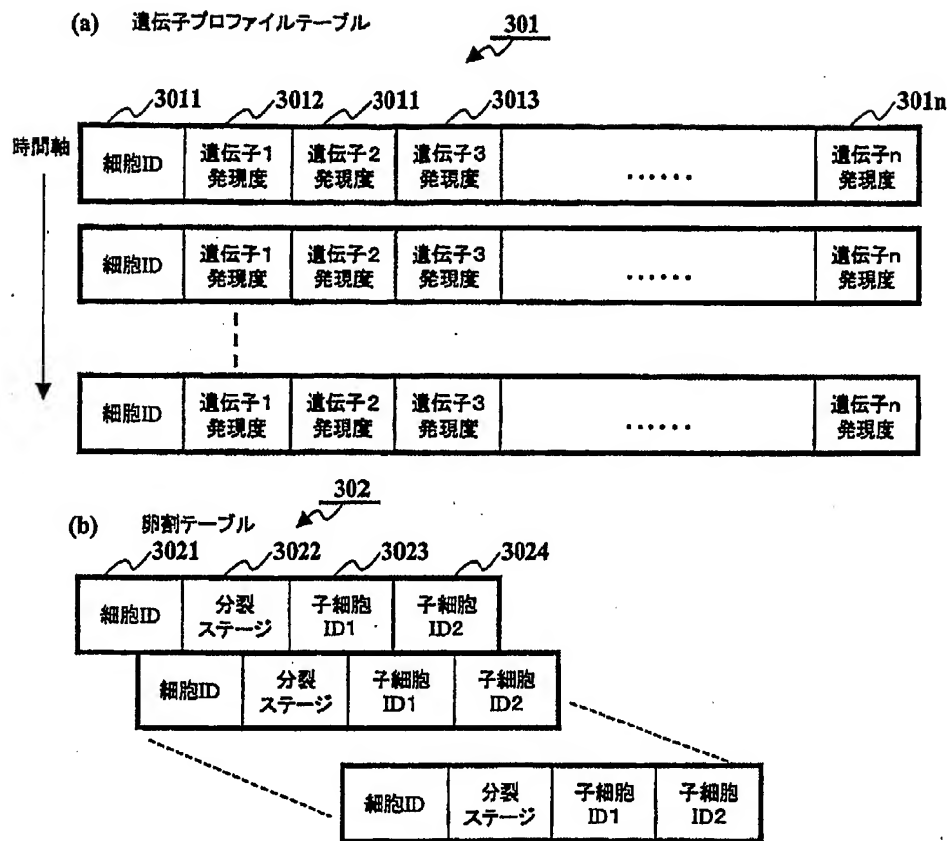 (a) 遺伝子プロファイルテーブル
301
3011 3012 3011 3013 301n
時間軸
細胞ID 遺伝子1 発現度 遺伝子2 発現度 遺伝子3 発現度 …… 遺伝子n 発現度
細胞ID 遺伝子1 発現度 遺伝子2 発現度 遺伝子3 発現度 …… 遺伝子n 発現度
細胞ID 遺伝子1 発現度 遺伝子2 発現度 遺伝子3 発現度 …… 遺伝子n 発現度
302
(b) 卵割テーブル
3021 3022 3023 3024
細胞ID 分裂 ステージ 子細胞 ID1 子細胞 ID2
細胞ID 分裂 ステージ 子細胞 ID1 子細胞 ID2
細胞ID 分裂 ステージ 子細胞 ID1 子細胞 ID2